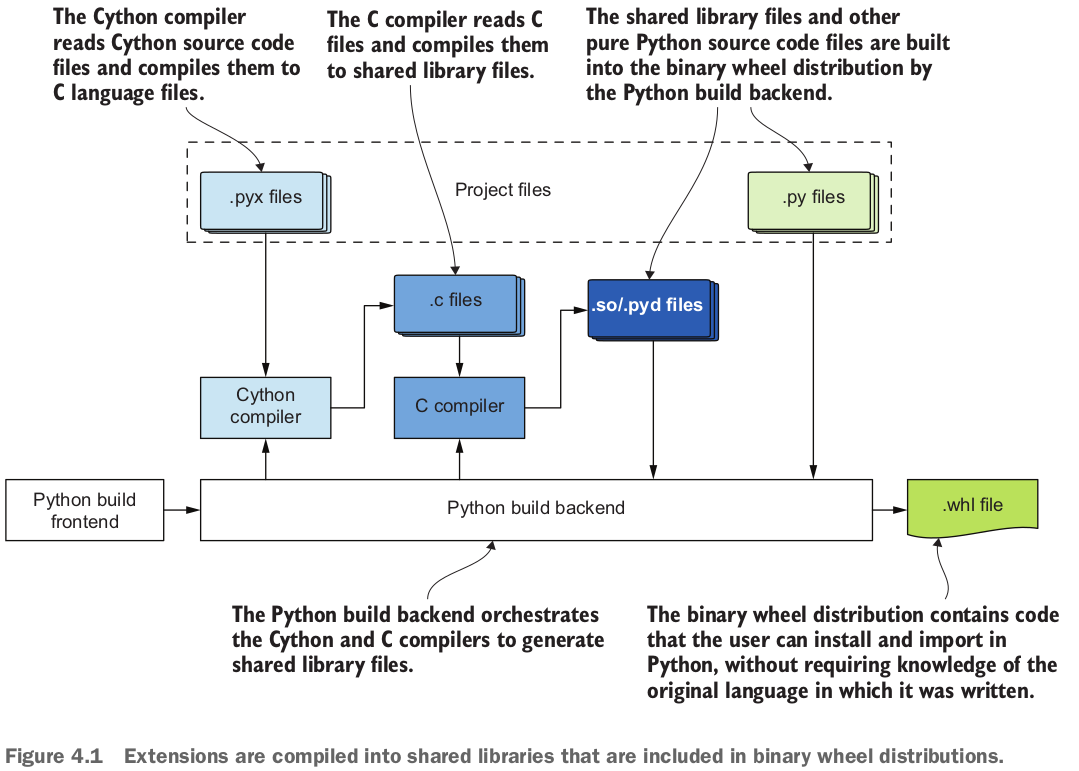 The Cython compiler
reads Cython source code
files and compiles them to
C language files.
The C compiler reads C
files and compiles them
to shared library files.
The shared library files and other
pure Python source code files are built
into the binary wheel distribution by
the Python build backend.
.pyx files
Project files
.py files
.c files
.so/.pyd files
Cython
compiler
C compiler
Python build
frontend
Python build backend
.whl file
The Python build backend orchestrates
the Cython and C compilers to generate
shared library files.
The binary wheel distribution contains code
that the user can install and import in
Python, without requiring knowledge of the
original language in which it was written.
Figure 4.1 Extensions are compiled into shared libraries that are included in binary wheel distributions.